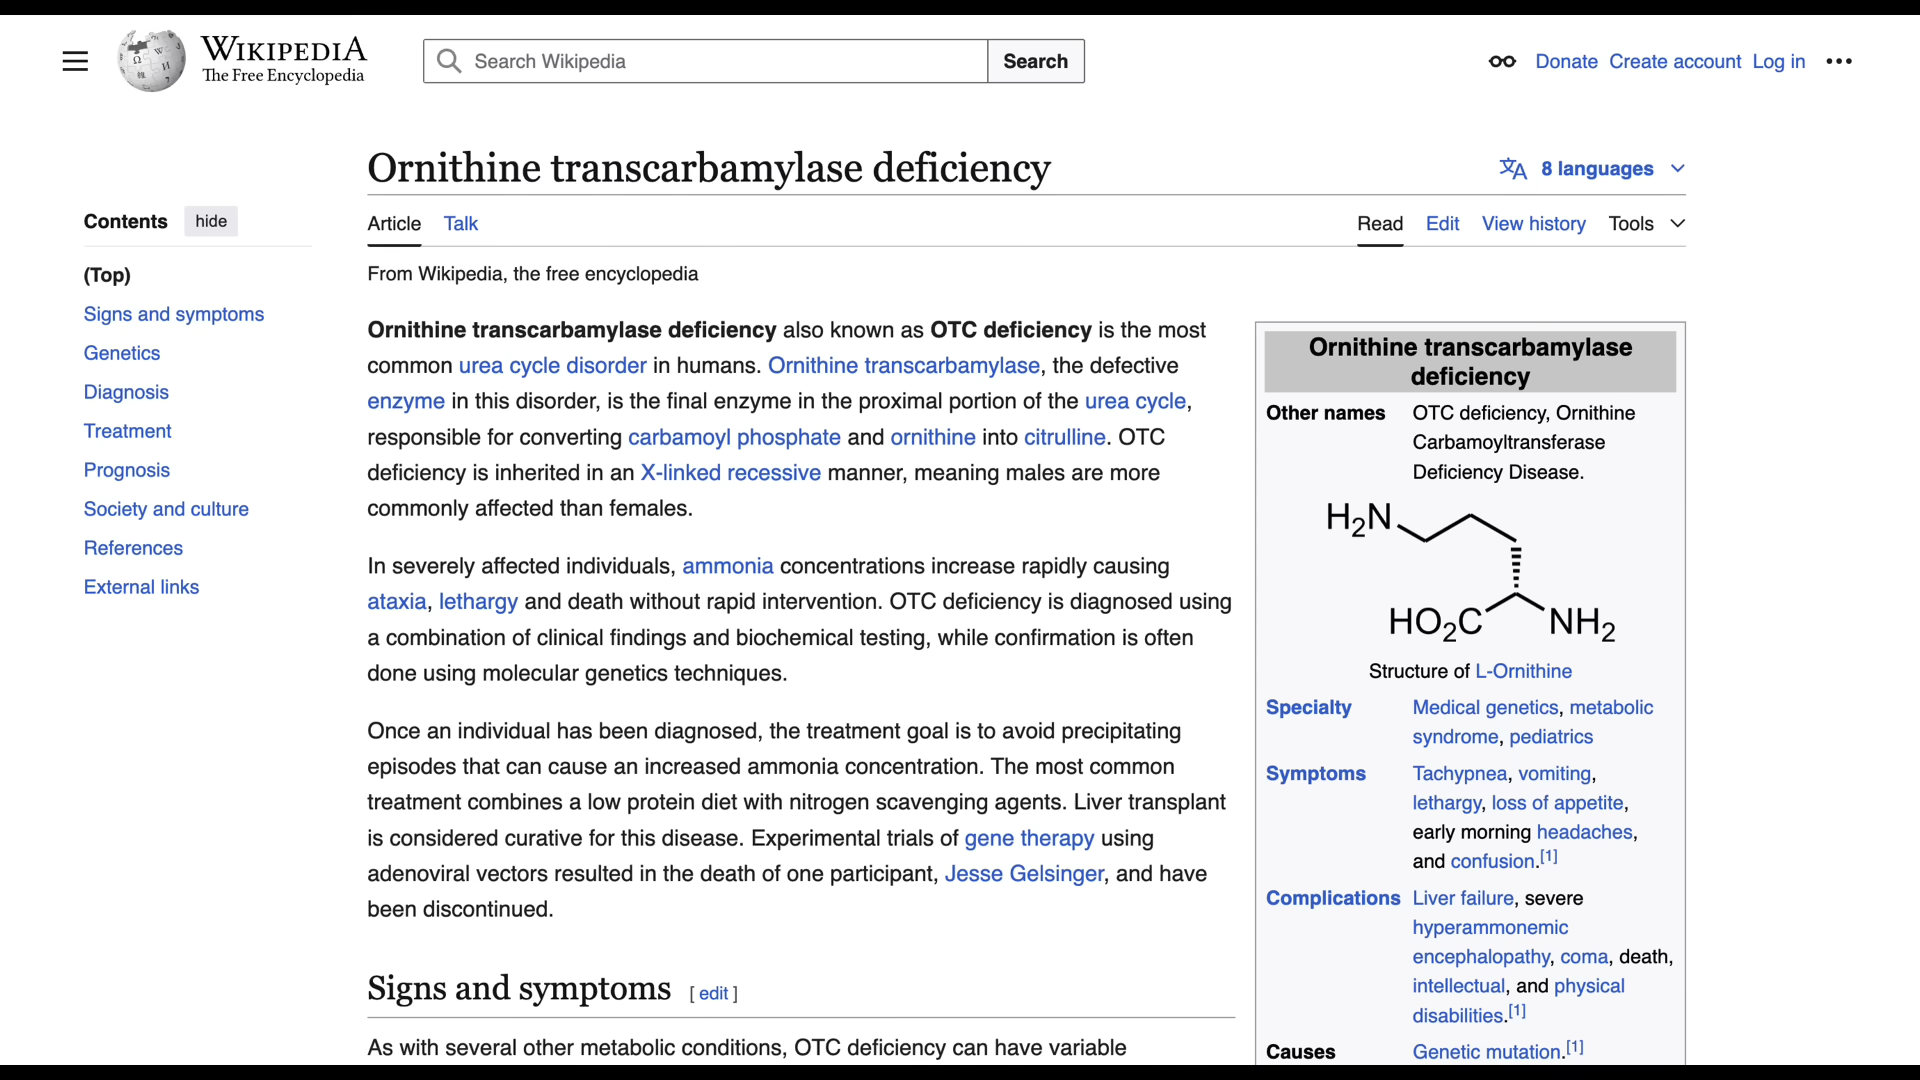 WIKIPEDIA
The Free Encyclopedia
Search Wikipedia
Search
Donate Create account Log in
Ornithine transcarbamylase deficiency
8 languages
Contents hide
(Top)
Signs and symptoms
Genetics
Diagnosis
Treatment
Prognosis
Society and culture
References
External links
Article Talk
Read Edit View history Tools
From Wikipedia, the free encyclopedia
Ornithine transcarbamylase deficiency also known as OTC deficiency is the most
common urea cycle disorder in humans. Ornithine transcarbamylase, the defective
enzyme in this disorder, is the final enzyme in the proximal portion of the urea cycle,
responsible for converting carbamoyl phosphate and ornithine into citrulline. OTC
deficiency is inherited in an X-linked recessive manner, meaning males are more
commonly affected than females.
In severely affected individuals, ammonia concentrations increase rapidly causing
ataxia, lethargy and death without rapid intervention. OTC deficiency is diagnosed using
a combination of clinical findings and biochemical testing, while confirmation is often
done using molecular genetics techniques.
Once an individual has been diagnosed, the treatment goal is to avoid precipitating
episodes that can cause an increased ammonia concentration. The most common
treatment combines a low protein diet with nitrogen scavenging agents. Liver transplant
is considered curative for this disease. Experimental trials of gene therapy using
adenoviral vectors resulted in the death of one participant, Jesse Gelsinger, and have
been discontinued.
Signs and symptoms [ edit ]
As with several other metabolic conditions, OTC deficiency can have variable
Ornithine transcarbamylase
deficiency
Other names OTC deficiency, Ornithine
Carbamoyltransferase
Deficiency Disease.
H₂N
HO₂C NH₂
Structure of L-Ornithine
Specialty Medical genetics, metabolic
syndrome, pediatrics
Symptoms Tachypnea, vomiting,
lethargy, loss of appetite,
early morning headaches,
and confusion.[1]
Complications Liver failure, severe
hyperammonemic
encephalopathy, coma, death,
intellectual, and physical
disabilities.[1]
Causes Genetic mutation.[1]